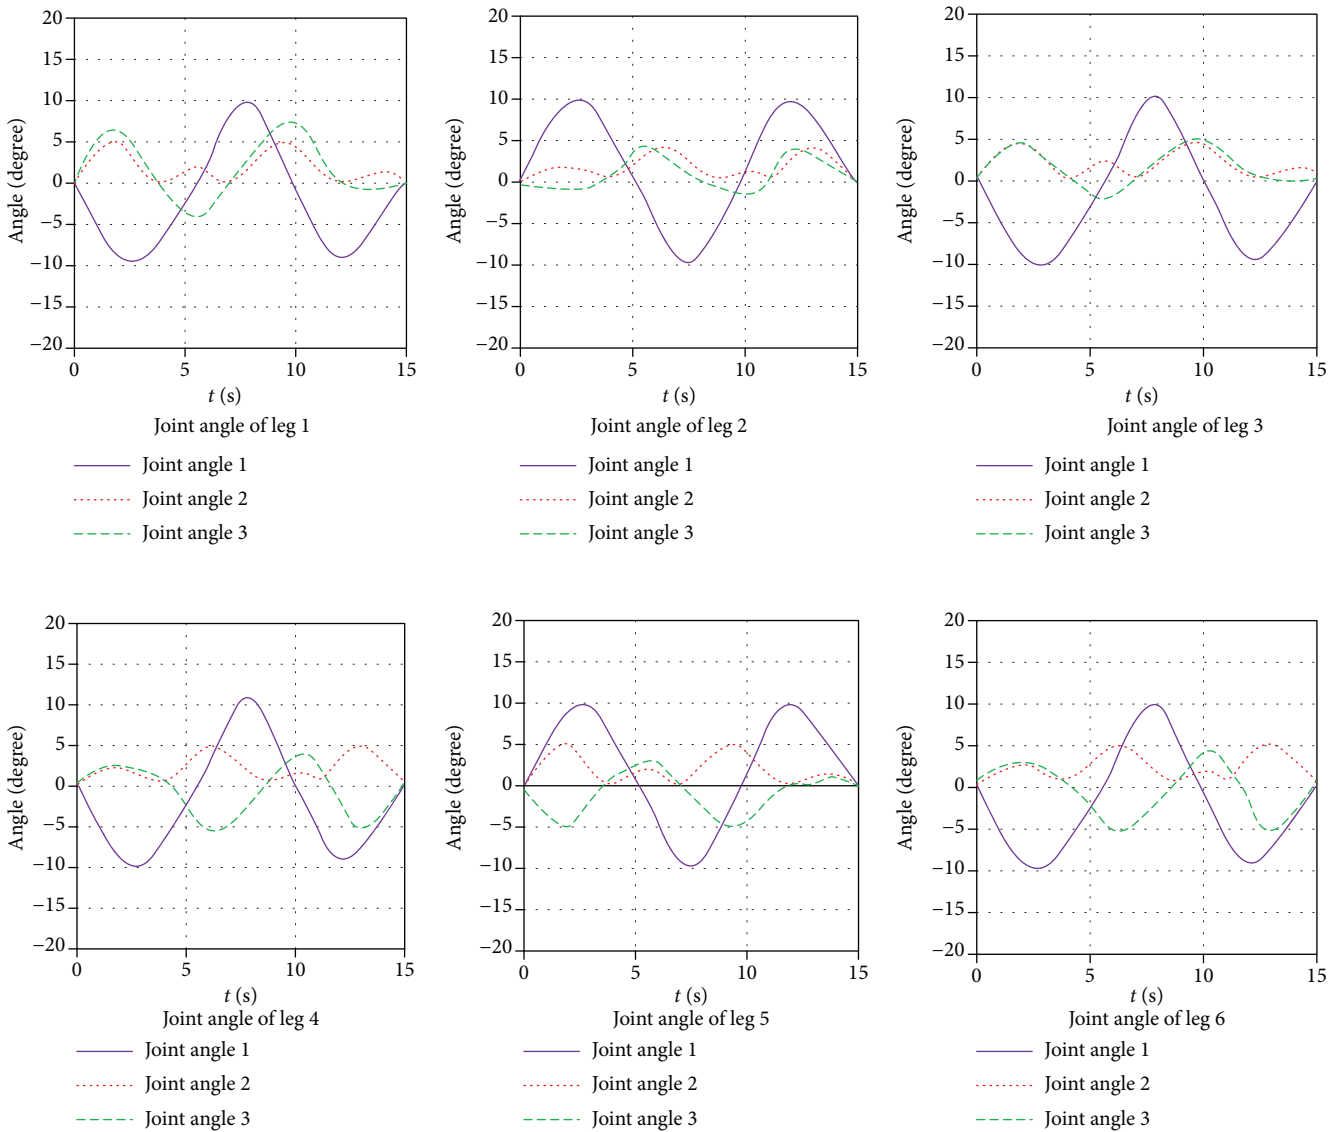 20
15
10
5
0
−5
−10
−15
−20
Angle (degree)
0 5 10 15
t (s)
Joint angle of leg 1
Joint angle 1
Joint angle 2
Joint angle 3
20
15
10
5
0
−5
−10
−15
−20
Angle (degree)
0 5 10 15
t (s)
Joint angle of leg 2
Joint angle 1
Joint angle 2
Joint angle 3
20
15
10
5
0
−5
−10
−15
−20
Angle (degree)
0 5 10 15
t (s)
Joint angle of leg 3
Joint angle 1
Joint angle 2
Joint angle 3
20
15
10
5
0
−5
−10
−15
−20
Angle (degree)
0 5 10 15
t (s)
Joint angle of leg 4
Joint angle 1
Joint angle 2
Joint angle 3
20
15
10
5
0
−5
−10
−15
−20
Angle (degree)
0 5 10 15
t (s)
Joint angle of leg 5
Joint angle 1
Joint angle 2
Joint angle 3
20
15
10
5
0
−5
−10
−15
−20
Angle (degree)
0 5 10 15
t (s)
Joint angle of leg 6
Joint angle 1
Joint angle 2
Joint angle 3